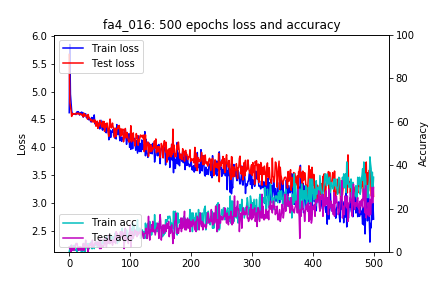 fa4_016: 500 epochs loss and accuracy
6.0
5.5
5.0
4.5
4.0
3.5
3.0
2.5
Loss
Train loss
Test loss
Train acc
Test acc
100
80
60
40
20
0
Accuracy
0 100 200 300 400 500